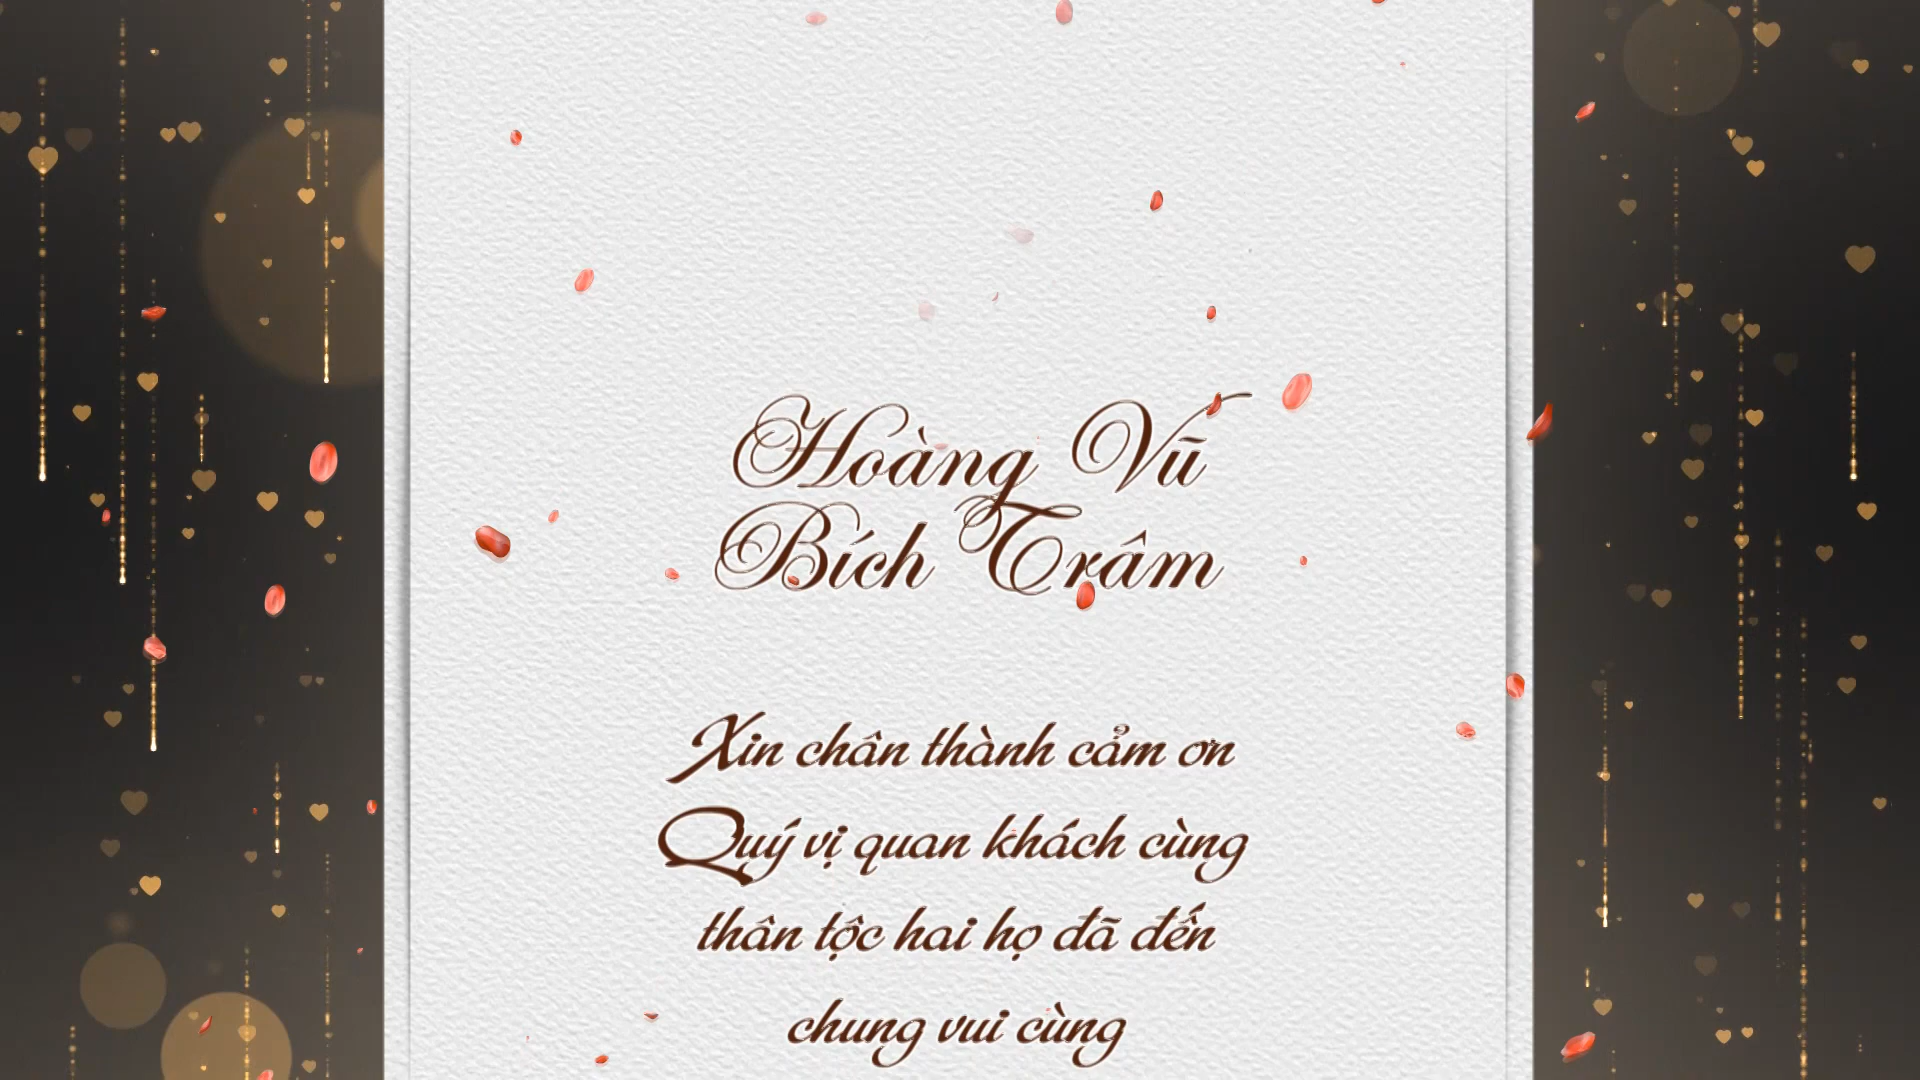 Hoàng Vũ
Bích Trâm
Xin chân thành cảm ơn
Quý vị quan khách cùng
thân tộc hai họ đã đến
chung vui cùng